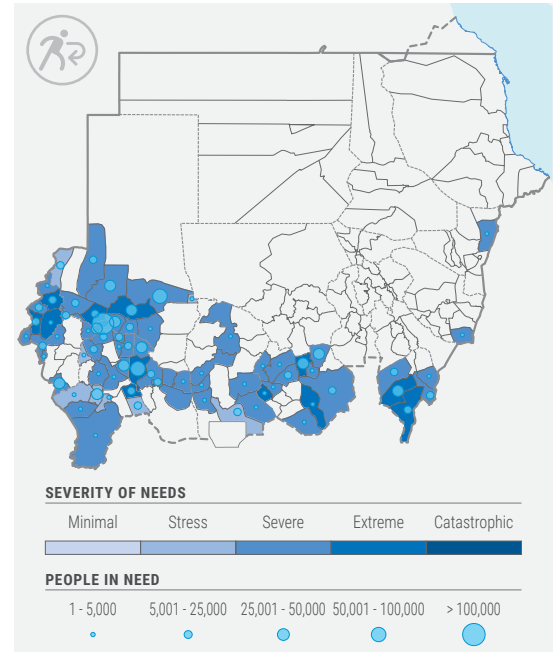 SEVERITY OF NEEDS
Minimal Stress Severe Extreme Catastrophic
PEOPLE IN NEED
1 - 5,000 5,001 - 25,000 25,001 - 50,000 50,001 - 100,000 > 100,000